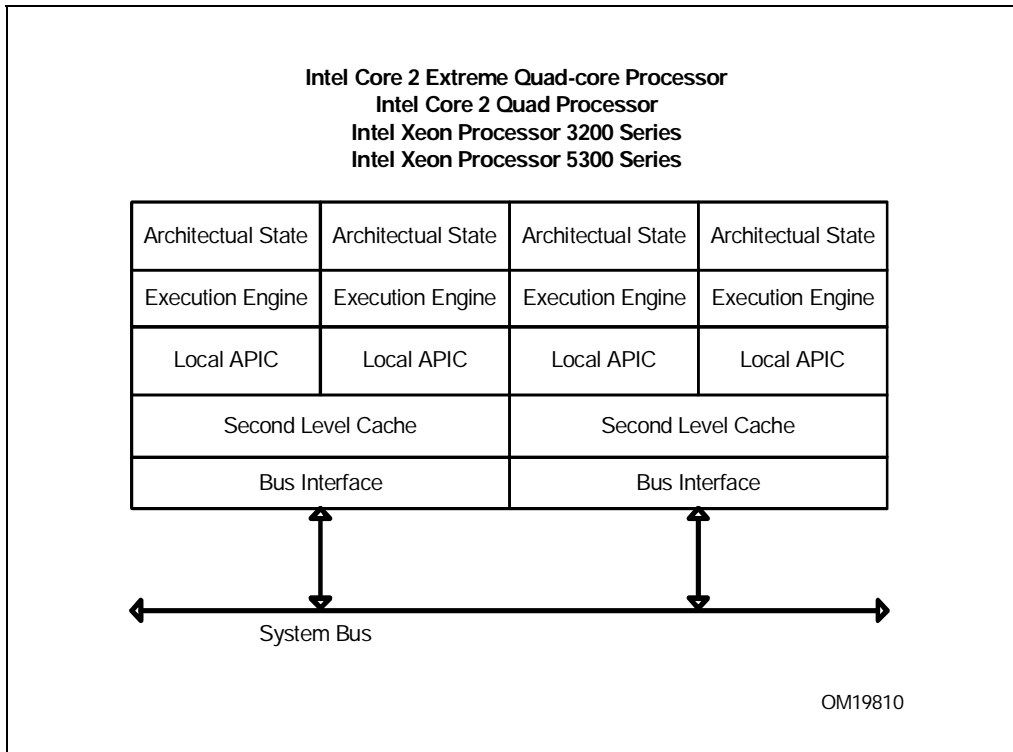 Intel Core 2 Extreme Quad-core Processor
Intel Core 2 Quad Processor
Intel Xeon Processor 3200 Series
Intel Xeon Processor 5300 Series
Architectual State Architectual State Architectual State Architectual State
Execution Engine Execution Engine Execution Engine Execution Engine
Local APIC Local APIC Local APIC Local APIC
Second Level Cache Second Level Cache
Bus Interface Bus Interface
System Bus
OM19810